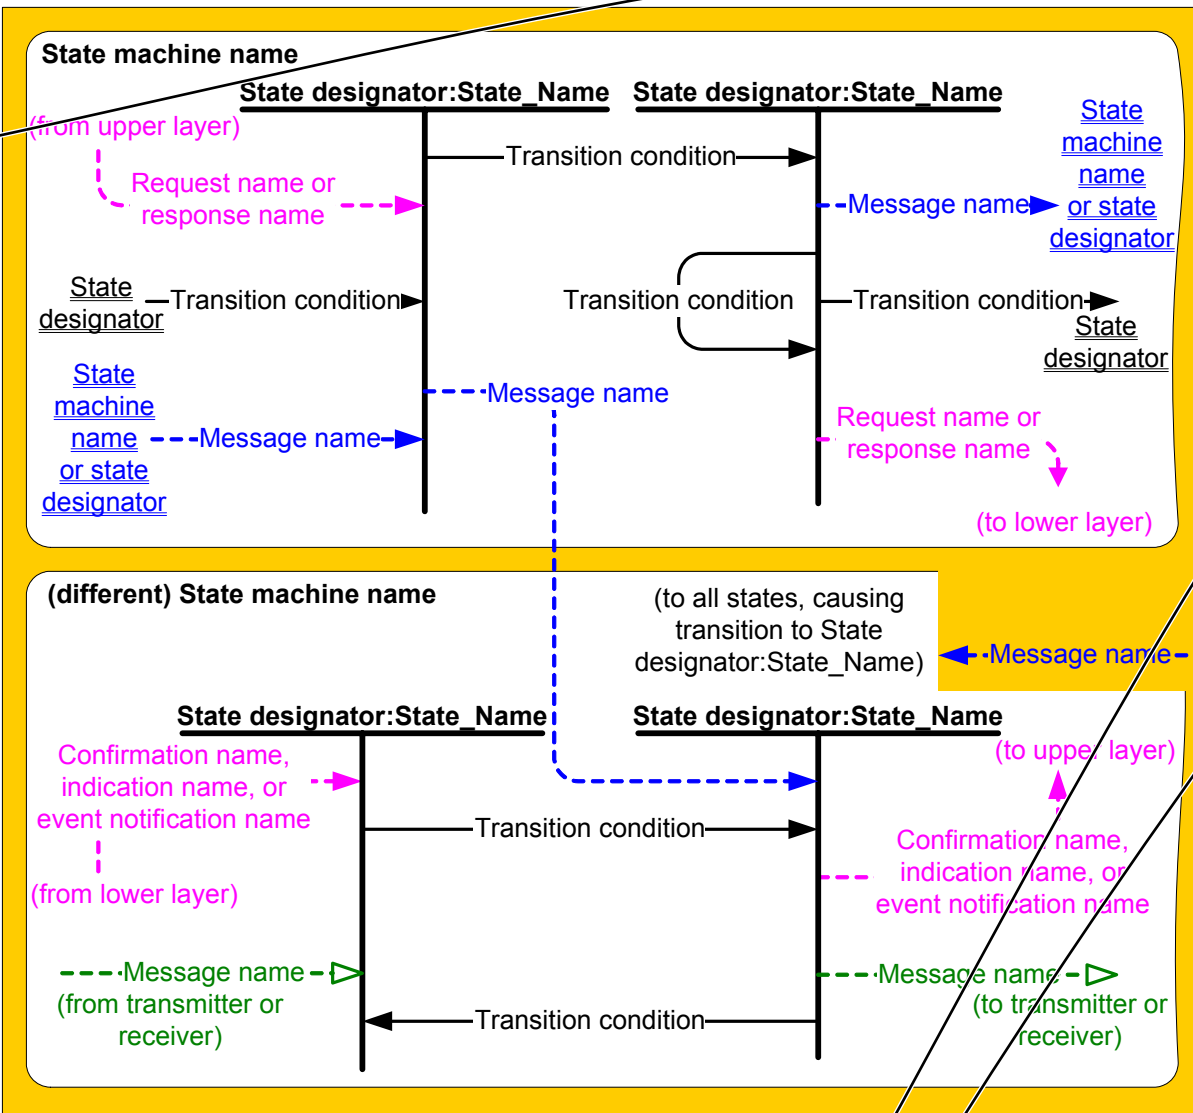 State machine name
State designator:State_Name
State designator:State_Name
(from upper layer)
Request name or
response name
Transition condition
State
machine
name
or state
designator
Message name
State
designator
Transition condition
Transition condition
Transition condition
State
designator
State
machine
name
or state
designator
Message name
Message name
Request name or
response name
(to lower layer)
(different) State machine name
(to all states, causing
transition to State
designator:State_Name)
Message name
State designator:State_Name
State designator:State_Name
Confirmation name,
indication name, or
event notification name
(from lower layer)
Transition condition
(to upper layer)
Confirmation name,
indication name, or
event notification name
Message name
(from transmitter or
receiver)
Transition condition
Message name
(to transmitter or
receiver)